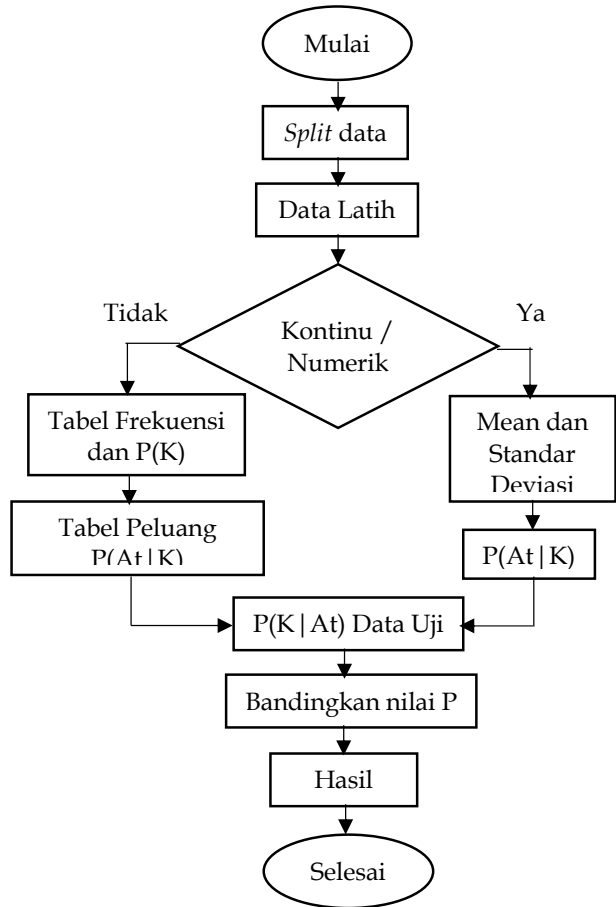 Mulai
Split data
Data Latih
Kontinu /
Numerik
Tidak
Ya
Tabel Frekuensi
dan P(K)
Tabel Peluang
P(At|K)
Mean dan
Standar
Deviasi
P(At|K)
P(K|At) Data Uji
Bandingkan nilai P
Hasil
Selesai